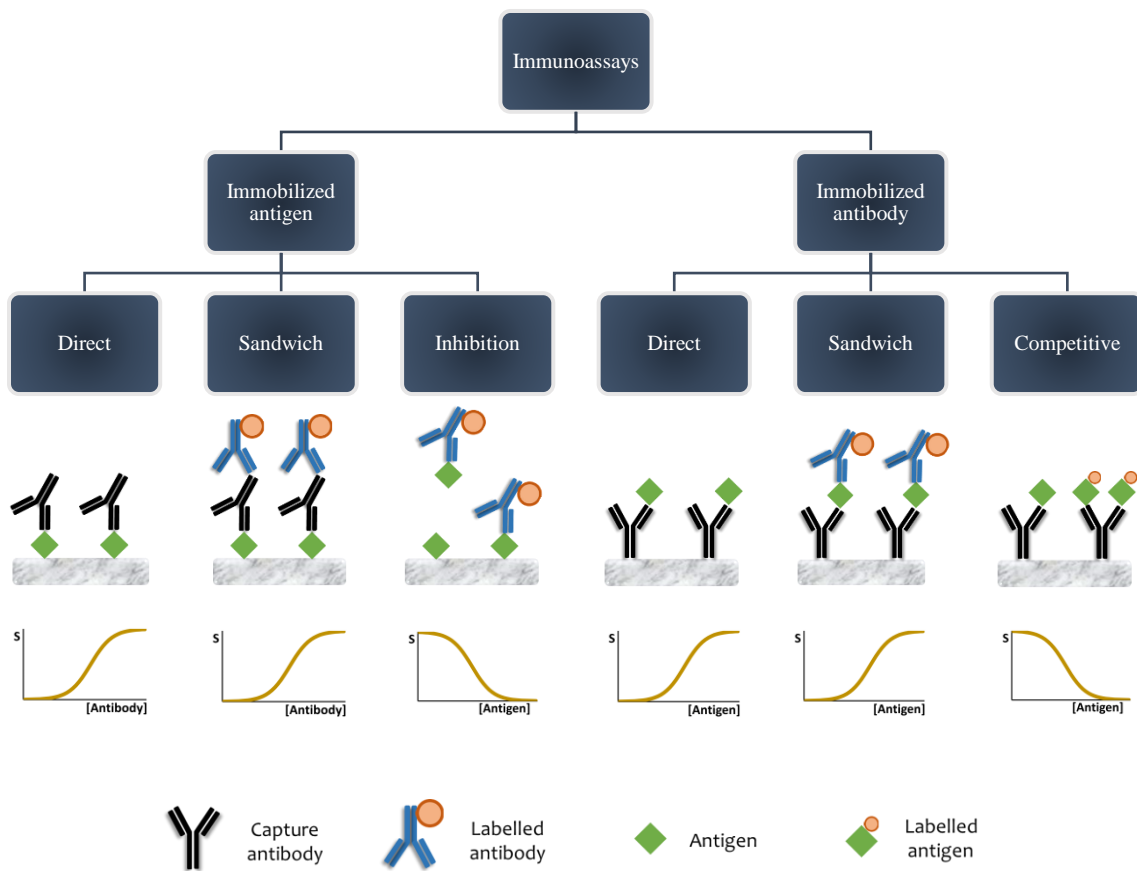 Immunoassays
Immobilized
antigen
Immobilized
antibody
Direct
Sandwich
Inhibition
Direct
Sandwich
Competitive
S
[Antibody]
S
[Antibody]
S
[Antigen]
S
[Antigen]
S
[Antigen]
S
[Antigen]
Capture
antibody
Labelled
antibody
Antigen
Labelled
antigen